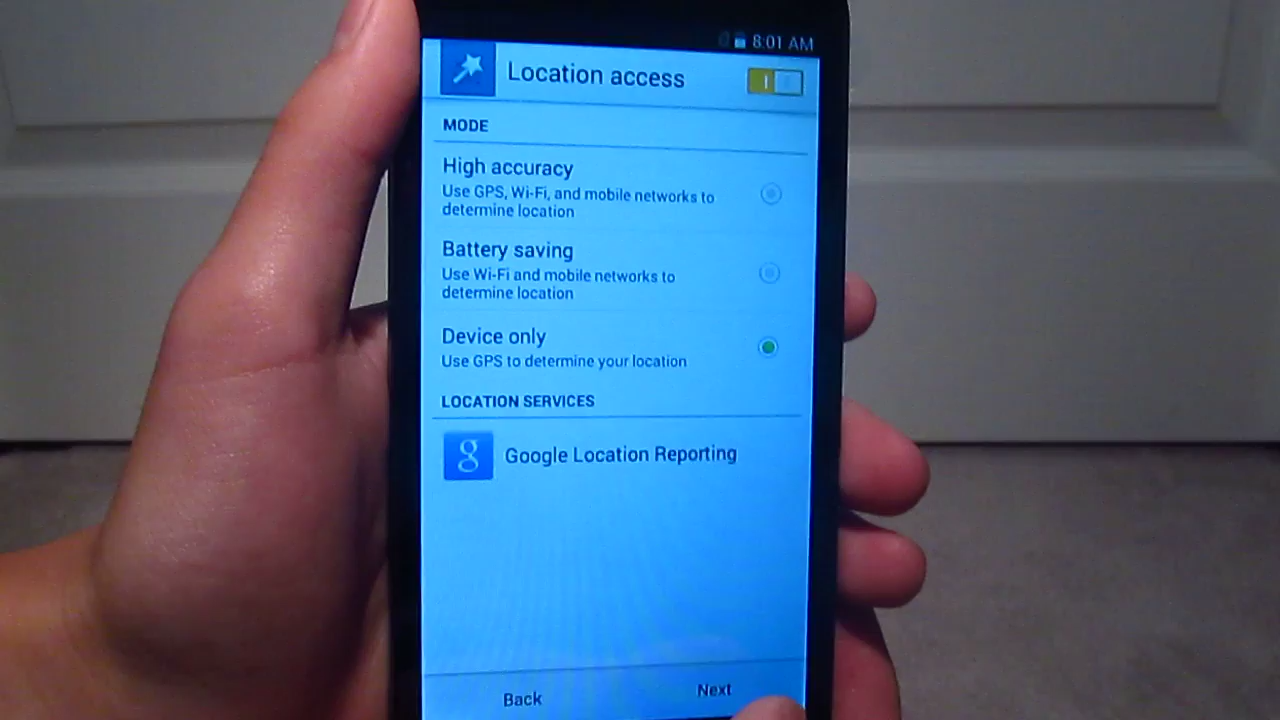 8:01 AM
Location access
MODE
High accuracy
Use GPS, Wi-Fi, and mobile networks to
determine location
Battery saving
Use Wi-Fi and mobile networks to
determine location
Device only
Use GPS to determine your location
LOCATION SERVICES
g Google Location Reporting
Back Next